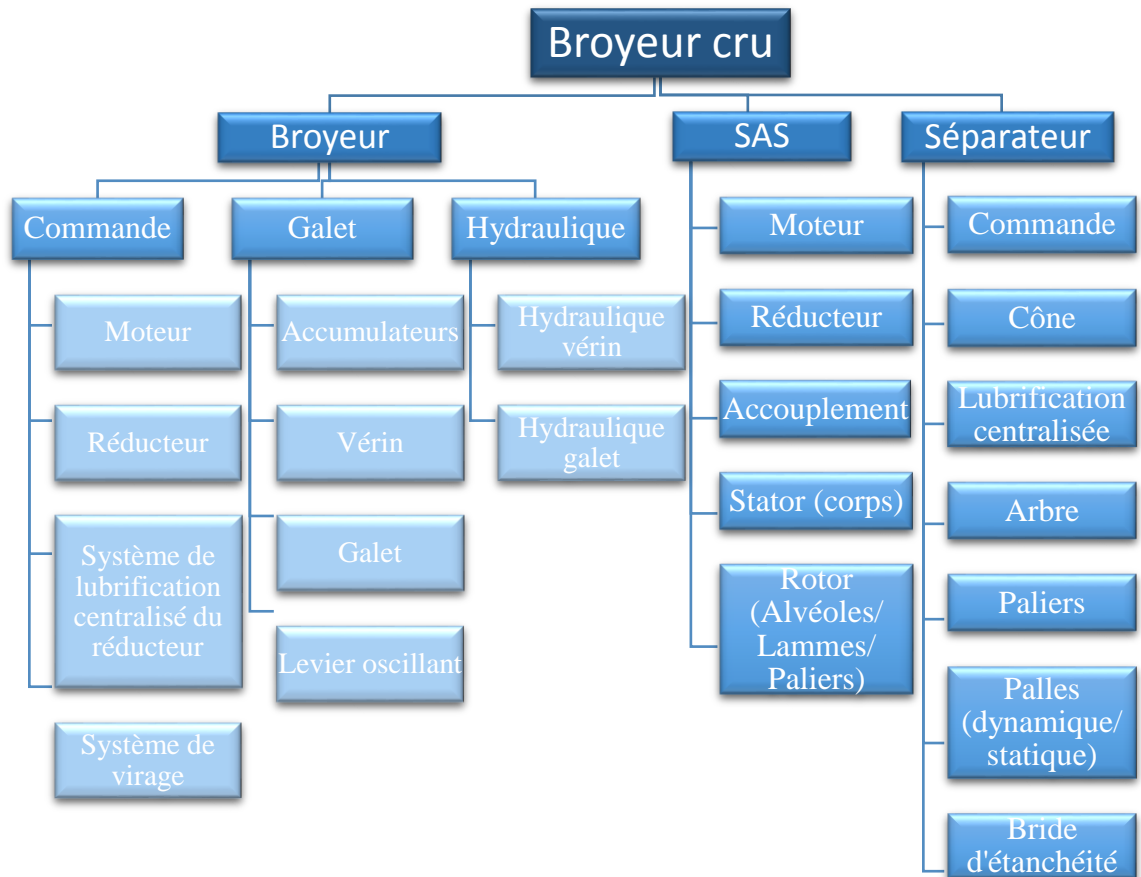 Broyeur cru
Broyeur
SAS
Séparateur
Commande
Galet
Hydraulique
Moteur
Réducteur
Système de
lubrification
centralisé du
réducteur
Système de
virage
Accumulateurs
Vérin
Galet
Levier oscillant
Hydraulique
vérin
Hydraulique
galet
Moteur
Réducteur
Accouplement
Stator (corps)
Rotor
(Alvéoles/
Lammes/
Paliers)
Commande
Cône
Lubrification
centralisée
Arbre
Paliers
Palles
(dynamique/
statique)
Bride
d'étanchéité